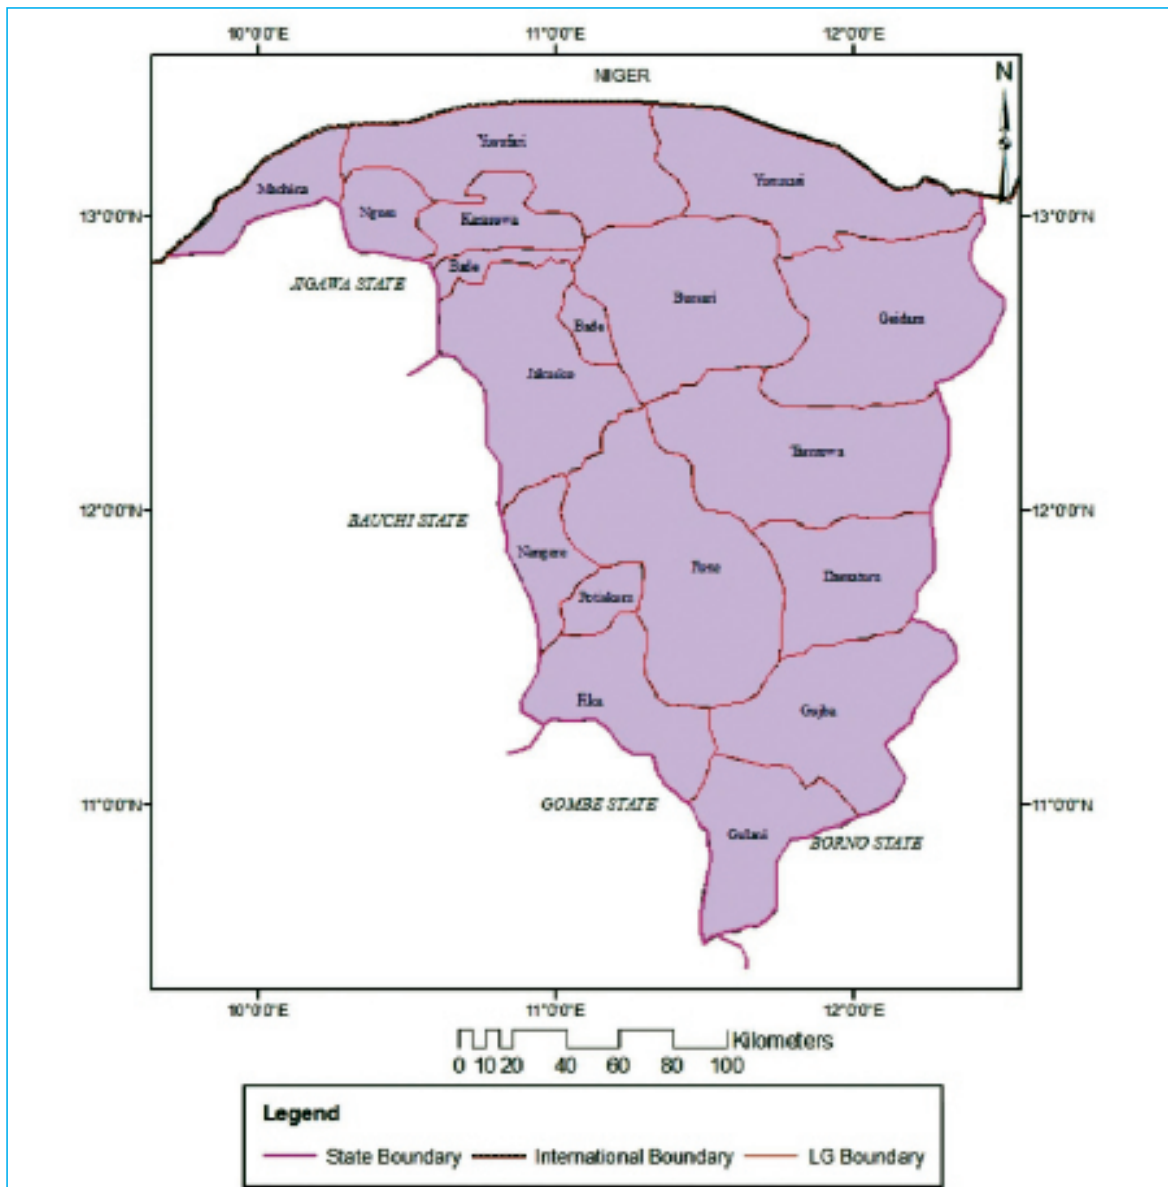 10°0'0"E 11°0'0"E 12°0'0"E
NIGER
N
Yusufari
Machina
Yunusari
Nguru
13°0'0"N 13°0'0"N
Karasuwa
Bade
JIGAWA STATE
Bursari
Geidam
Bade
Jakusko
Tarmuwa
12°0'0"N 12°0'0"N
BAUCHI STATE
Nangere
Fune
Damaturu
Potiskum
Fika
Gujba
11°0'0"N 11°0'0"N
GOMBE STATE
Gulani
BORNO STATE
10°0'0"E 11°0'0"E 12°0'0"E
Kilometers
0 10 20 40 60 80 100
Legend
State Boundary International Boundary LG Boundary